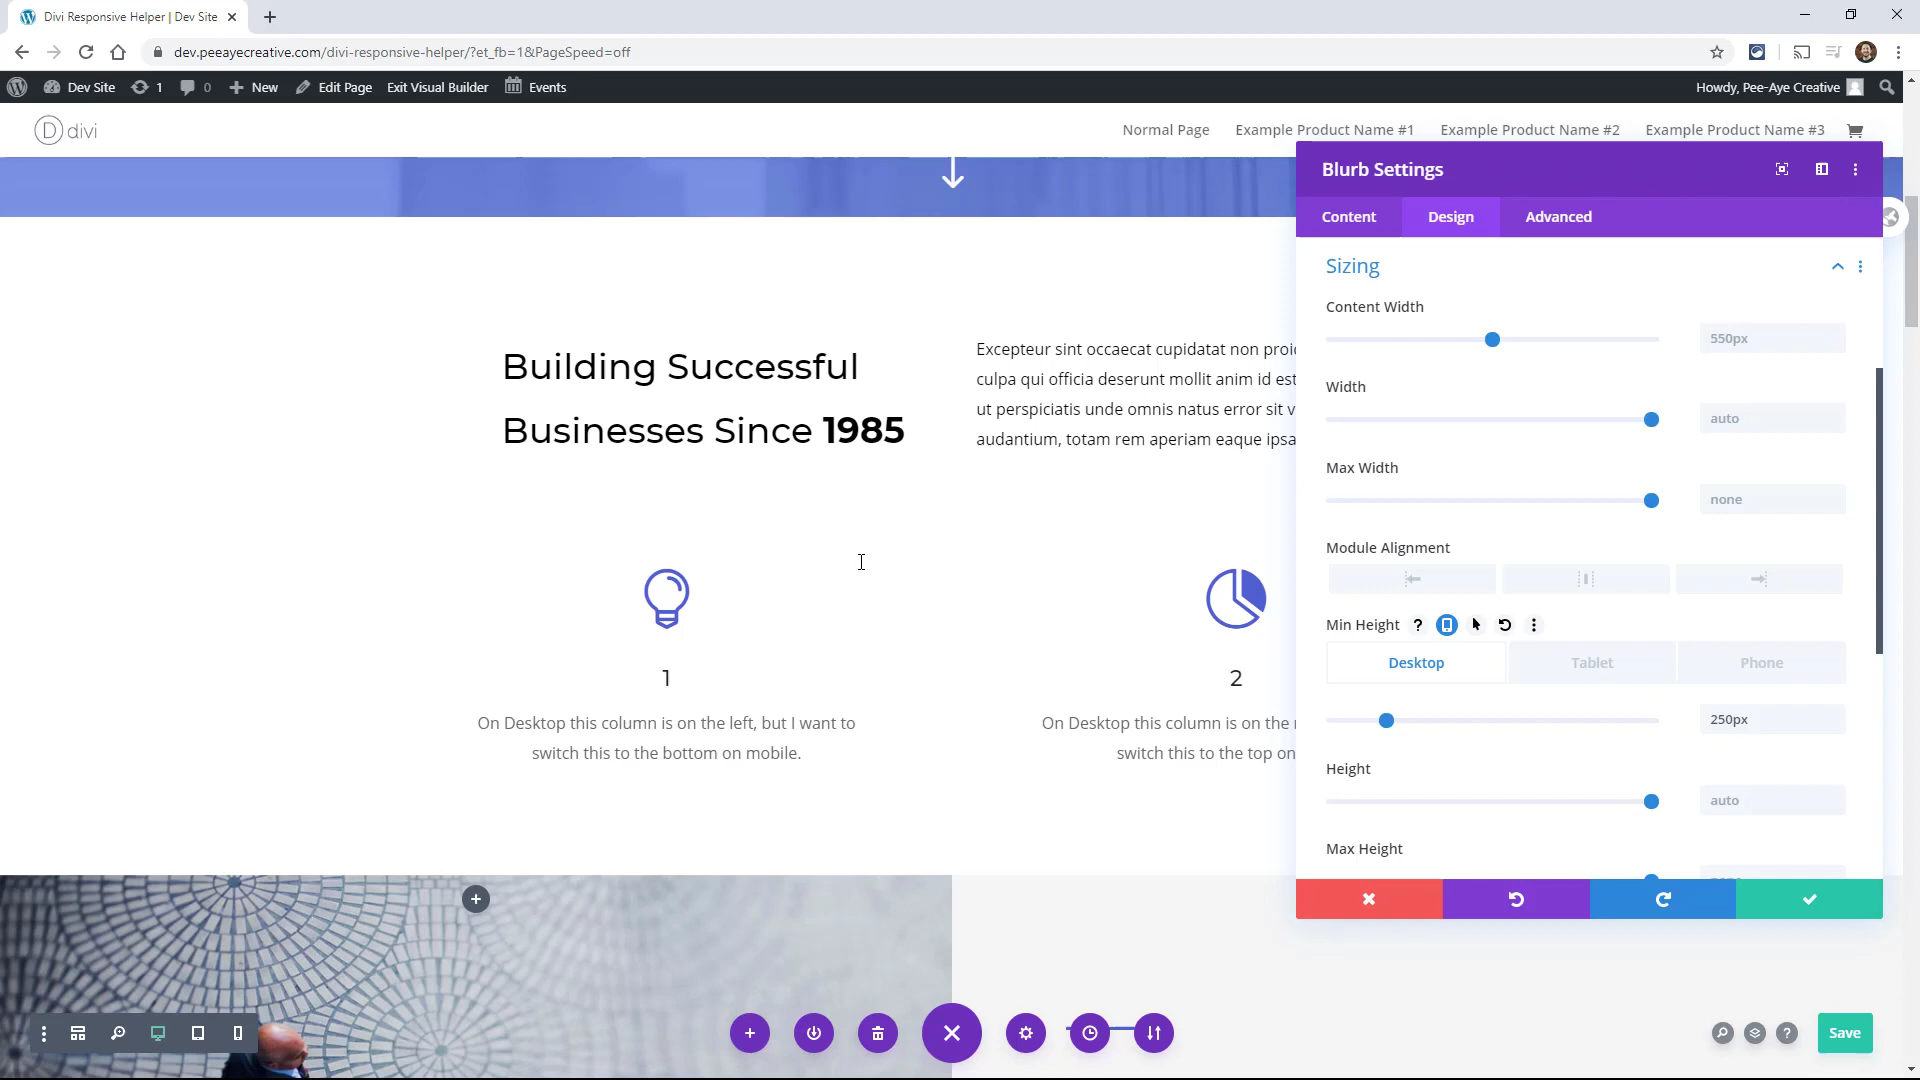 Divi Responsive Helper | Dev Site
dev.peeayecreative.com/divi-responsive-helper/?et_fb=1&PageSpeed=off
Dev Site 1 0 New Edit Page Exit Visual Builder Events Howdy, Pee-Aye Creative
D divi
Normal Page Example Product Name #1 Example Product Name #2 Example Product Name #3
Building Successful
Businesses Since 1985
Excepteur sint occaecat cupidatat non
culpa qui officia deserunt mollit anim id est
ut perspiciatis unde omnis natus error sit
audantium, totam rem aperiam eaque ipsa
1
On Desktop this column is on the left, but I want to
switch this to the bottom on mobile.
2
On Desktop this column is on the
switch this to the top on
Blurb Settings
Content Design Advanced
Sizing
Content Width
550px
Width
auto
Max Width
none
Module Alignment
Min Height ?
Desktop Tablet Phone
250px
Height
auto
Max Height
? Save